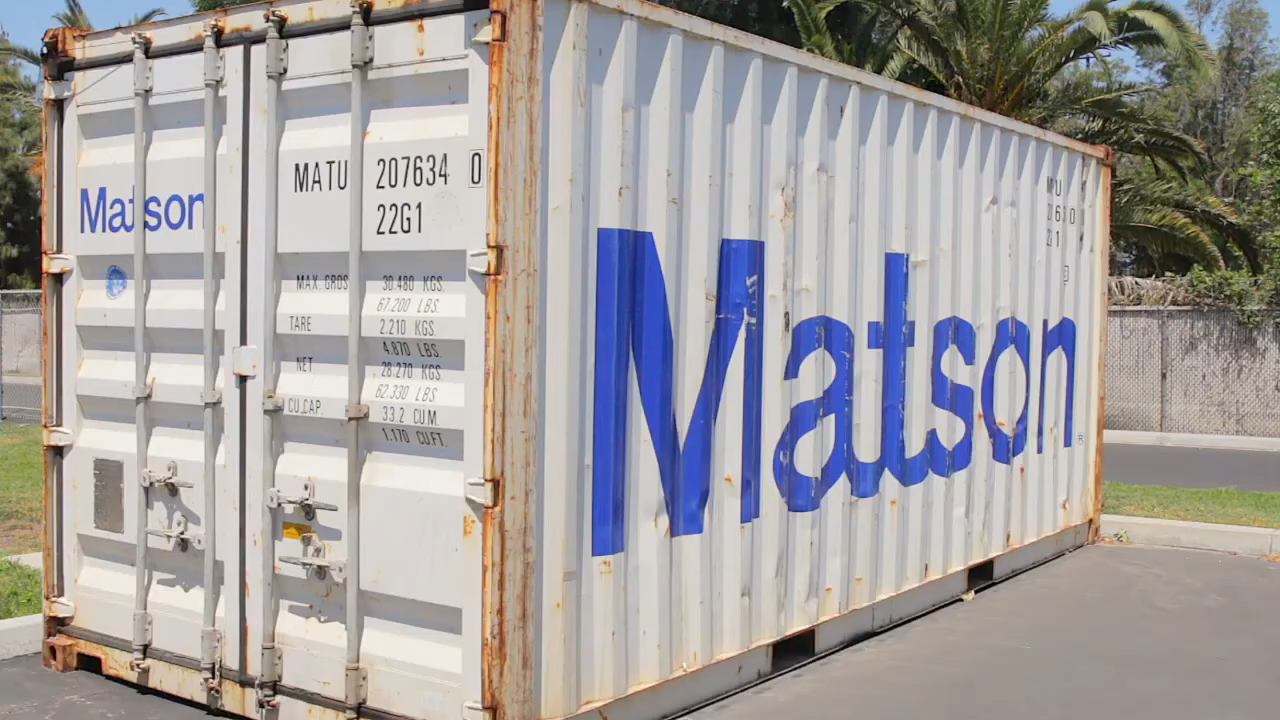 Matson
MATU 207634 0
22G1
MAX. GROS 30.480 KGS.
67.200 LBS.
TARE 2.210 KGS.
4.870 LBS.
NET 28.270 KGS
62.330 LBS
CU.CAP. 33.2 CU.M.
1.170 CU.FT.
Matson
®